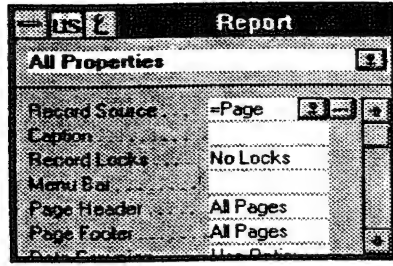 Report
All Properties
Record Source . . . =Page
Caption . . . . . . .
Record Locks . . . No Locks
Menu Bar . . . . . .
Page Header . . . . All Pages
Page Footer . . . . All Pages